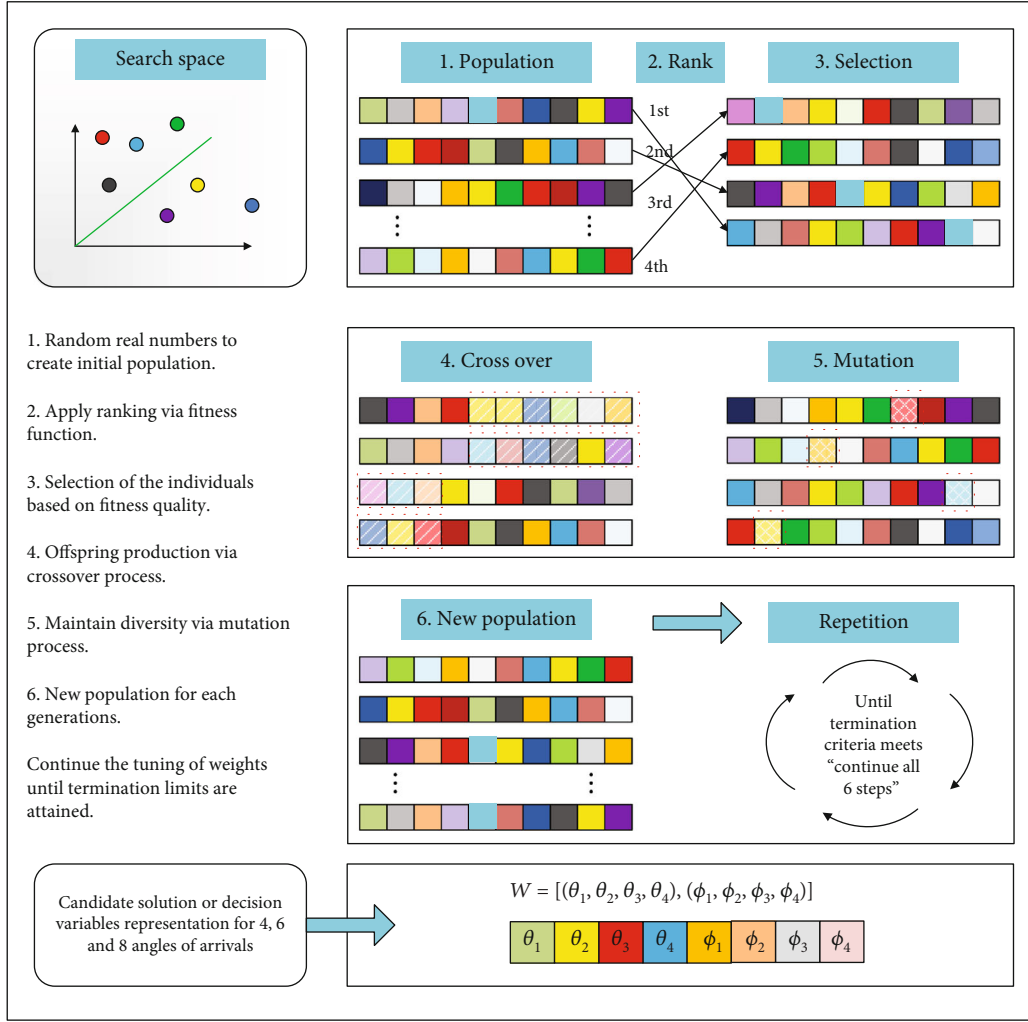 Search space
1. Population
2. Rank
3. Selection
1st
2nd
3rd
4th
1. Random real numbers to
create initial population.
2. Apply ranking via fitness
function.
3. Selection of the individuals
based on fitness quality.
4. Offspring production via
crossover process.
5. Maintain diversity via mutation
process.
6. New population for each
generations.
Continue the tuning of weights
until termination limits are
attained.
4. Cross over
5. Mutation
6. New population
Repetition
Until
termination
criteria meets
“continue all
6 steps”
Candidate solution or decision
variables representation for 4, 6
and 8 angles of arrivals
W = [(θ₁, θ₂, θ₃, θ₄), (ϕ₁, ϕ₂, ϕ₃, ϕ₄)]
θ₁ θ₂ θ₃ θ₄ ϕ₁ ϕ₂ ϕ₃ ϕ₄